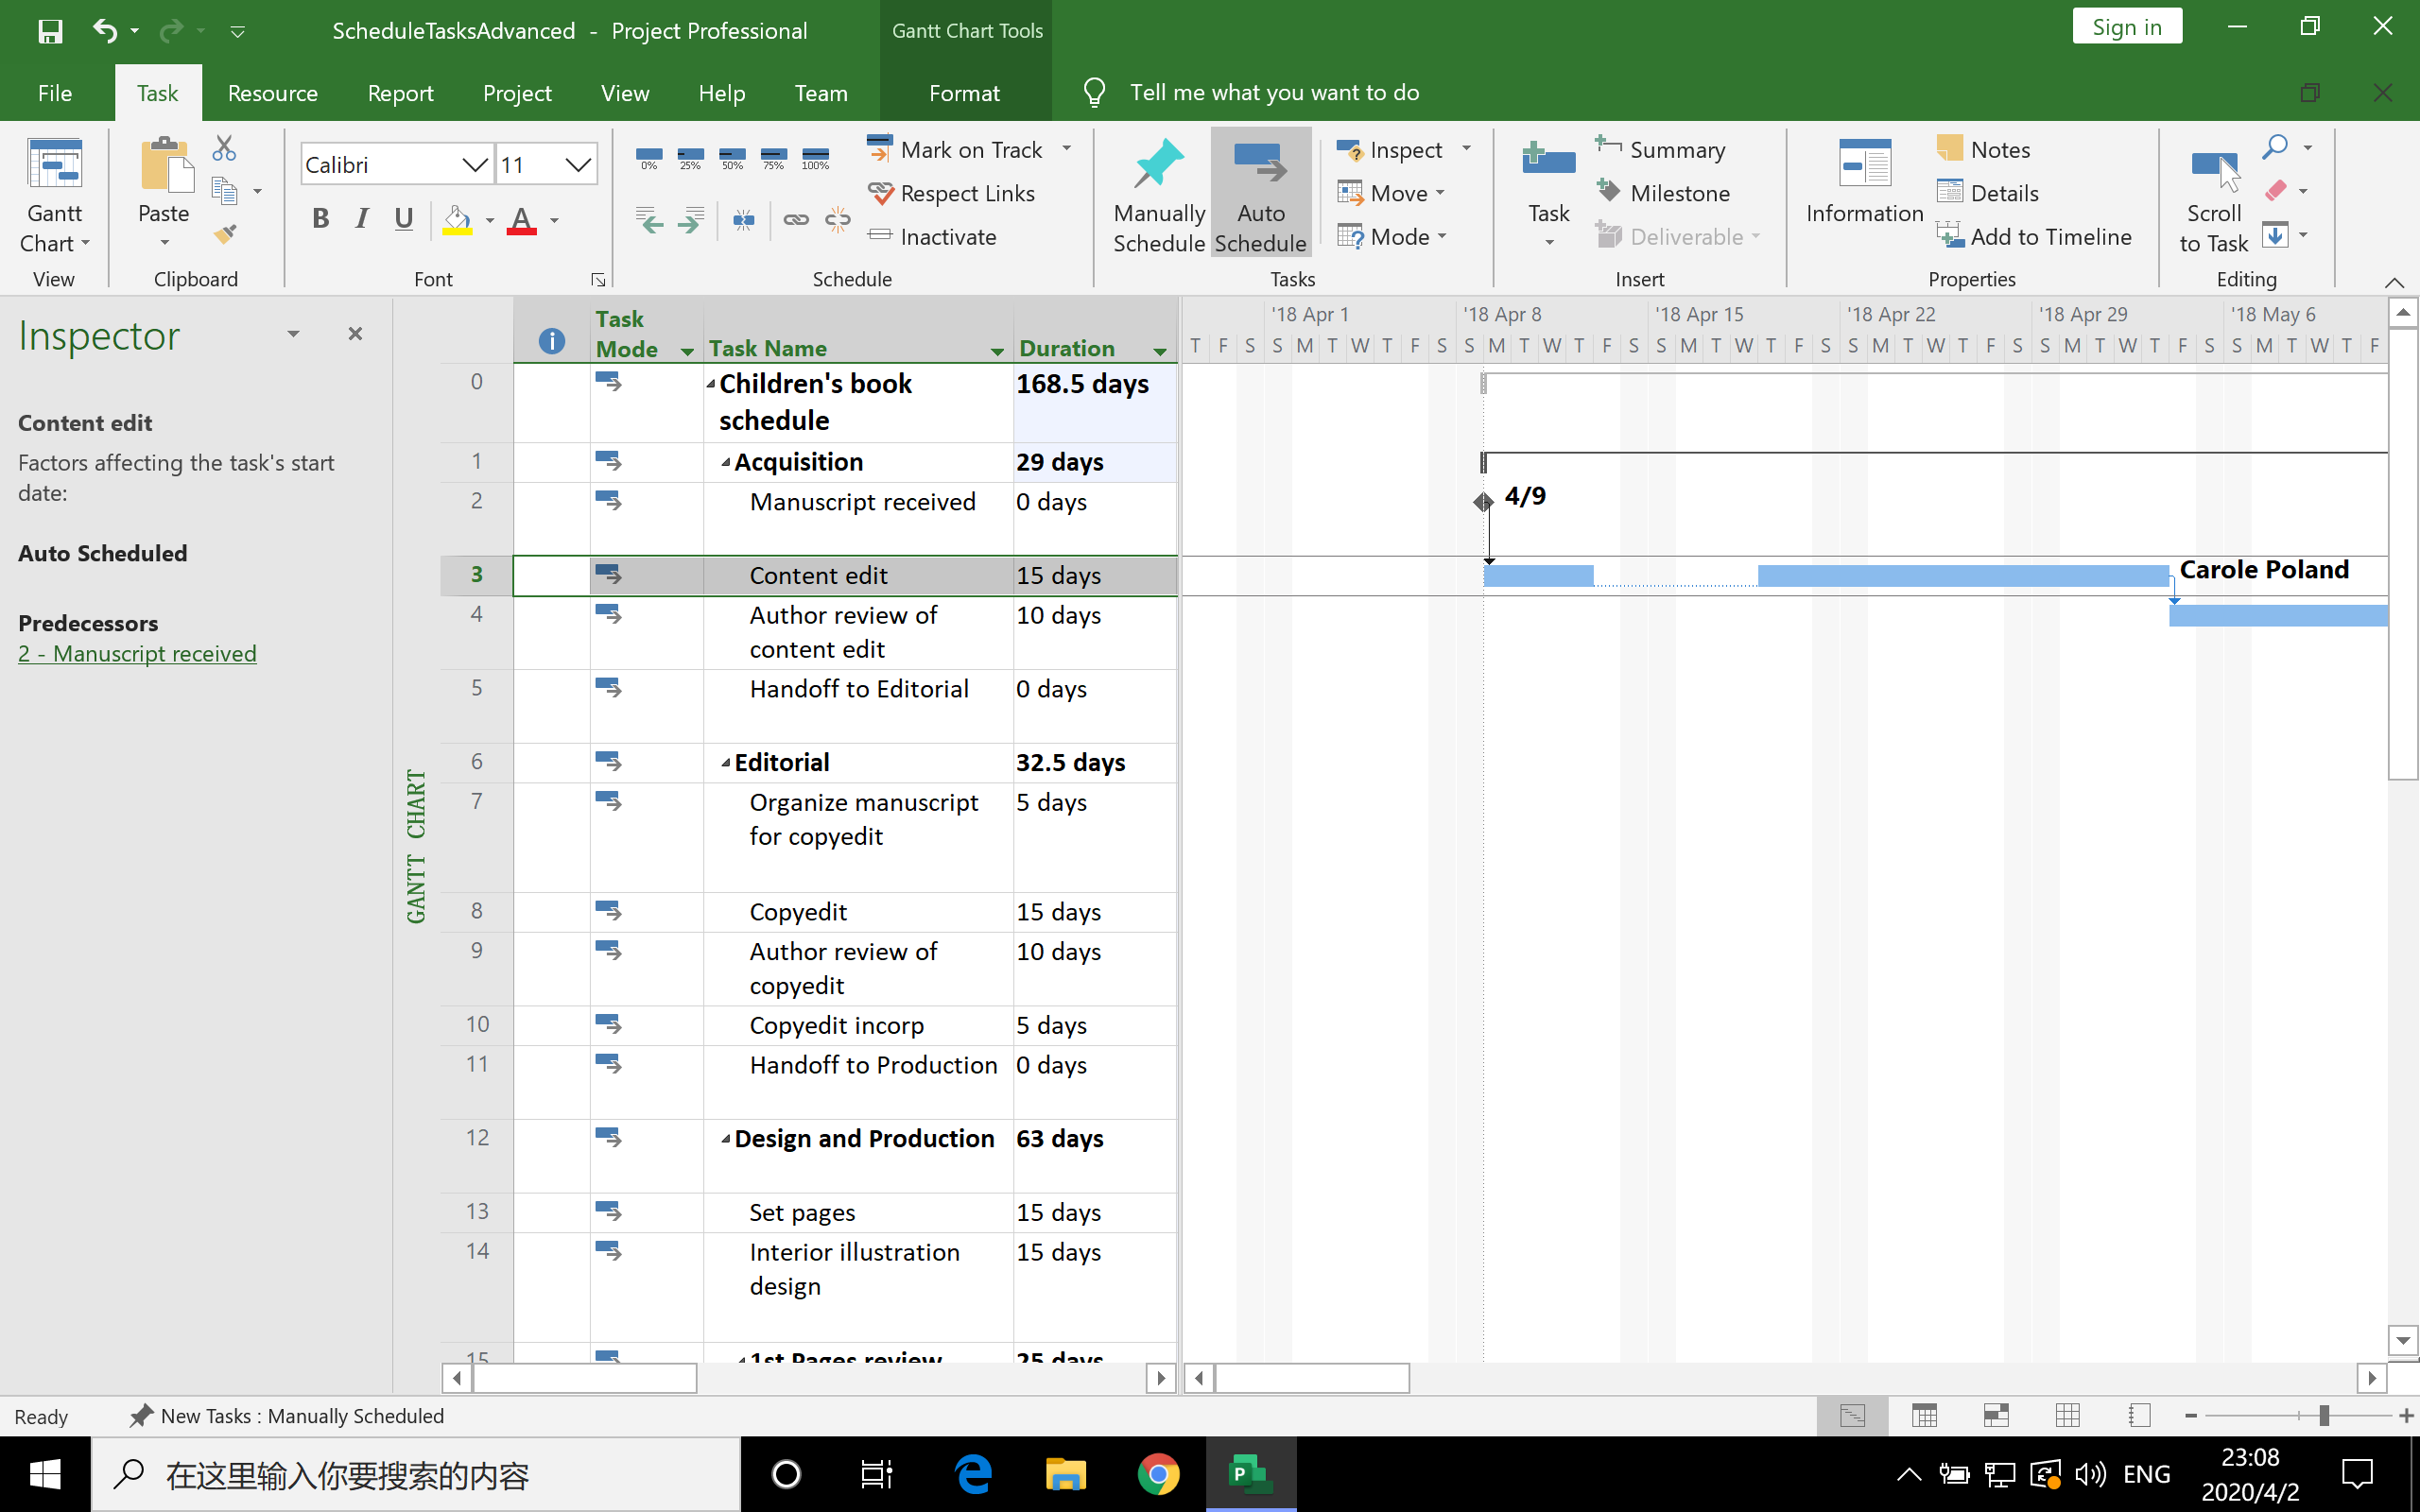 ScheduleTasksAdvanced - Project Professional
Gantt Chart Tools
Sign in
File
Task
Resource
Report
Project
View
Help
Team
Format
Tell me what you want to do
Gantt Chart
View
Paste
Clipboard
Calibri
11
B I U
A
Font
0%
25%
50%
75%
100%
Mark on Track
Respect Links
Inactivate
Schedule
Manually Schedule
Auto Schedule
Inspect
Move
Mode
Tasks
Task
Summary
Milestone
Deliverable
Insert
Information
Notes
Details
Add to Timeline
Properties
Scroll to Task
Editing
Inspector
Content edit
Factors affecting the task's start
date:
Auto Scheduled
Predecessors
2 - Manuscript received
GANTT CHART
Task Mode
Task Name
Duration
'18 Apr 1
'18 Apr 8
'18 Apr 15
'18 Apr 22
'18 Apr 29
'18 May 6
T F S S M T W T F S S M T W T F S S M T W T F S S M T W T F S S M T W T F S S M T W T F
0 Children's book schedule 168.5 days
1 Acquisition 29 days
2 Manuscript received 0 days
4/9
3 Content edit 15 days
Carole Poland
4 Author review of content edit 10 days
5 Handoff to Editorial 0 days
6 Editorial 32.5 days
7 Organize manuscript for copyedit 5 days
8 Copyedit 15 days
9 Author review of copyedit 10 days
10 Copyedit incorp 5 days
11 Handoff to Production 0 days
12 Design and Production 63 days
13 Set pages 15 days
14 Interior illustration design 15 days
15 1st Pages review 25 days
Ready
New Tasks : Manually Scheduled
在这里输入你要搜索的内容
ENG
23:08
2020/4/2